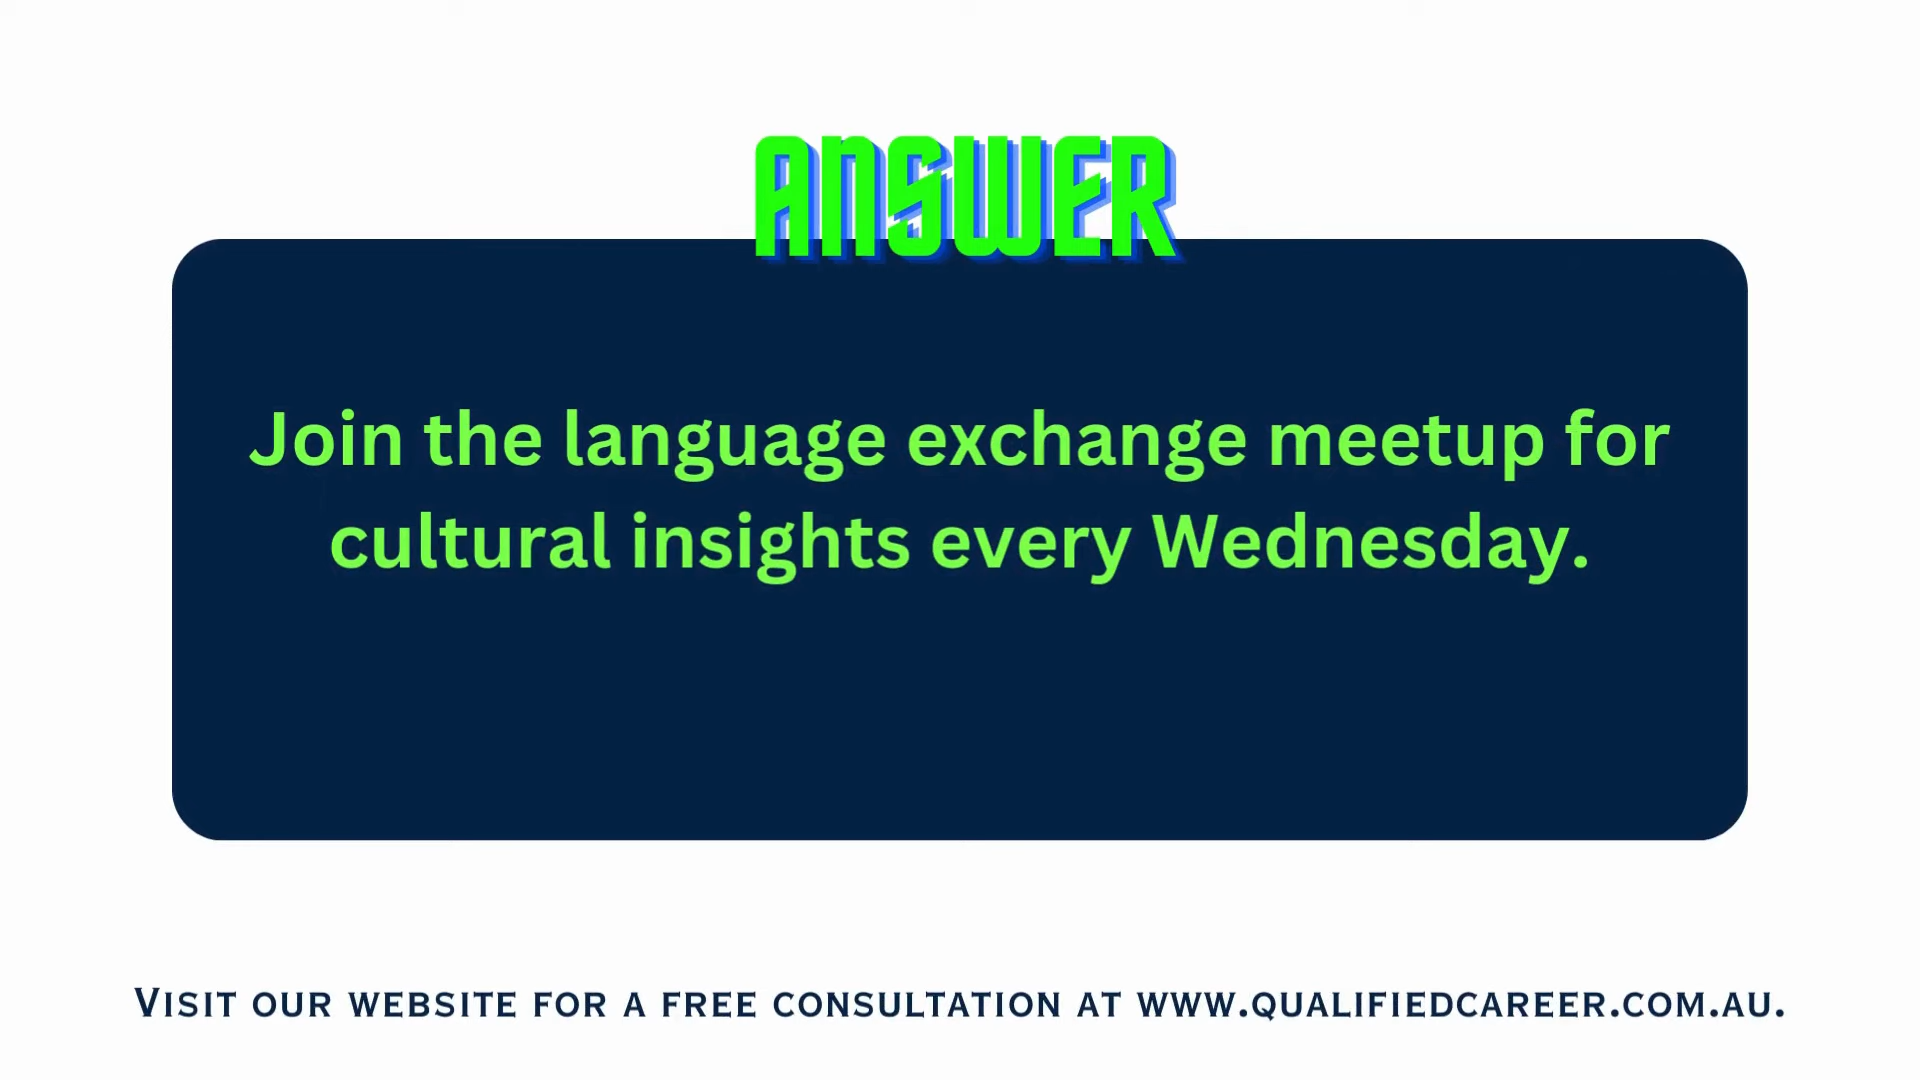 ANSWER
Join the language exchange meetup for
cultural insights every Wednesday.
Visit our website for a free consultation at www.qualifiedcareer.com.au.